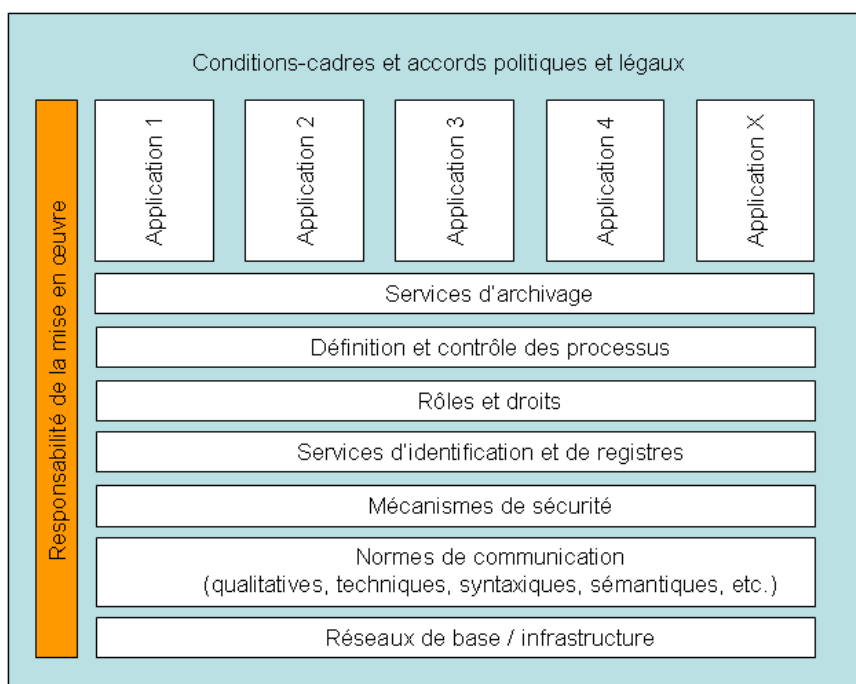 Conditions-cadres et accords politiques et légaux
Responsabilité de la mise en œuvre
Application 1
Application 2
Application 3
Application 4
Application X
Services d'archivage
Définition et contrôle des processus
Rôles et droits
Services d'identification et de registres
Mécanismes de sécurité
Normes de communication
(qualitatives, techniques, syntaxiques, sémantiques, etc.)
Réseaux de base / infrastructure